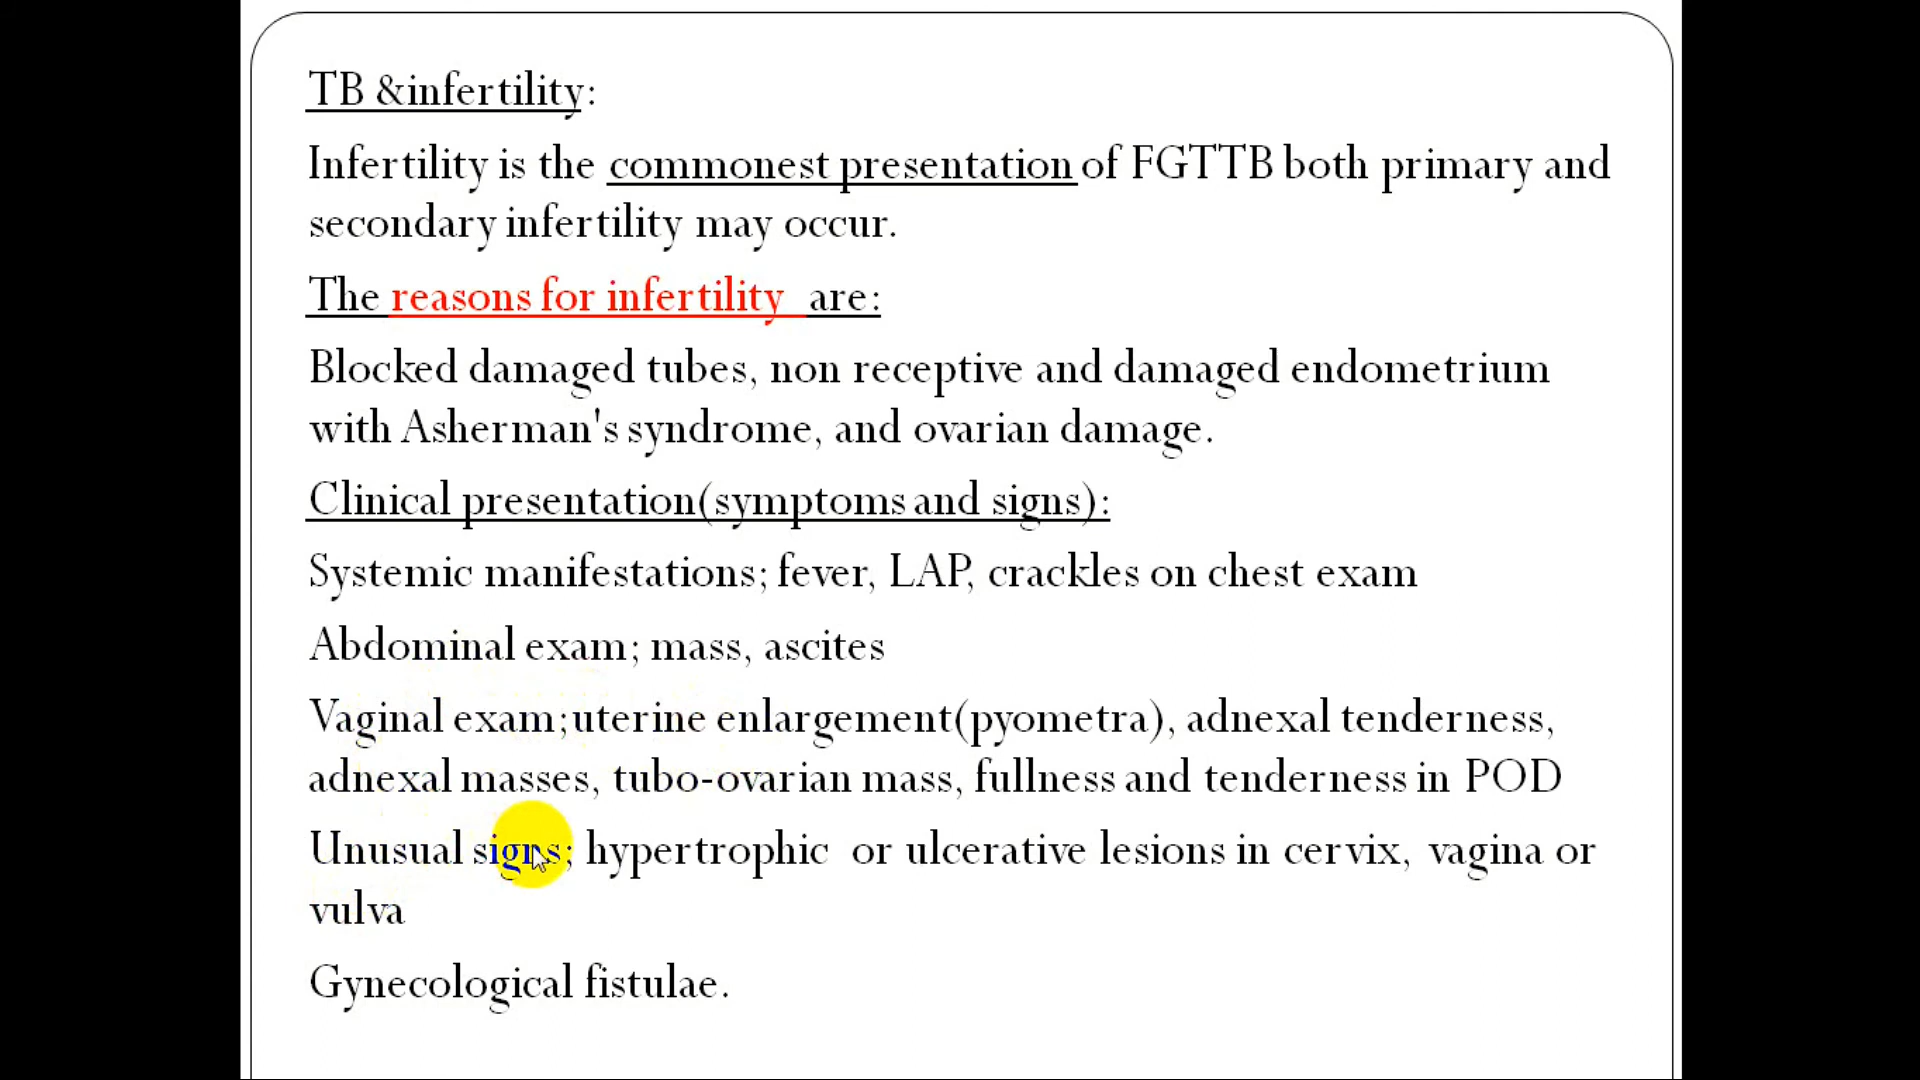 TB &infertility:
Infertility is the commonest presentation of FGTTB both primary and
secondary infertility may occur.
The reasons for infertility are:
Blocked damaged tubes, non receptive and damaged endometrium
with Asherman's syndrome, and ovarian damage.
Clinical presentation(symptoms and signs):
Systemic manifestations; fever, LAP, crackles on chest exam
Abdominal exam; mass, ascites
Vaginal exam;uterine enlargement(pyometra), adnexal tenderness,
adnexal masses, tubo-ovarian mass, fullness and tenderness in POD
Unusual signs; hypertrophic or ulcerative lesions in cervix, vagina or
vulva
Gynecological fistulae.